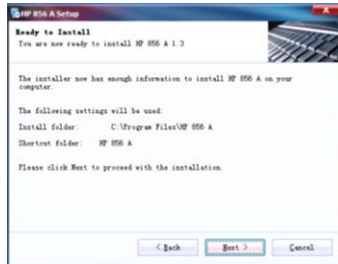 HP 856 A Setup
Ready to Install
You are now ready to install HP 856 A 1.3
The installer now has enough information to install HP 856 A on your
computer.
The following settings will be used:
Install folder: C:\Program Files\HP 856 A
Shortcut folder: HP 856 A
Please click Next to proceed with the installation.
< Back
Next >
Cancel